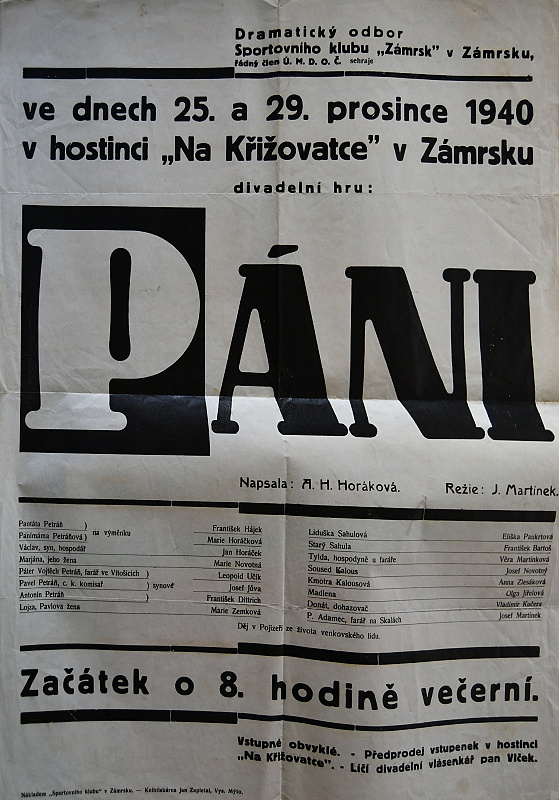 Dramatický odbor
Sportovního klubu „Zámrsk" v Zámrsku,
řádný člen Ú. M. D. O. Č. sehraje
ve dnech 25. a 29. prosince 1940
v hostinci „Na Křižovatce" v Zámrsku
divadelní hru:
PÁNI
Napsala: A. H. Horáková. Režie: J. Martínek.
Pantáta Petráň ) František Hájek
Panímáma Petráňová ) na výměnku Marie Horáčková
Václav, syn, hospodář Jan Horáček
Marjána, jeho žena Marie Novotná
Páter Vojtěch Petráň, farář ve Vitošicích ) Leopold Učík
Pavel Petráň, c. k. komisař ) synové Josef Jůva
Antonín Petráň ) František Dittrich
Lojza, Pavlova žena Marie Zemková
Liduška Sahulová Eliška Paukrtová
Starý Sahula František Bartoš
Tylda, hospodyně u faráře Věra Martínková
Soused Kalous Josef Novotný
Kmotra Kalousová Anna Zlesáková
Madlena Olga Jiřelová
Donát, dohazovač Vladimír Kučera
P. Adamec, farář na Skalách Josef Martínek
Děj v Pojizeří ze života venkovského lidu.
Začátek o 8. hodině večerní.
Vstupné obvyklé. - Předprodej vstupenek v hostinci
„Na Křižovatce". - Líčí divadelní vlásenkář pan Vlček.
Nákladem „Sportovního klubu" v Zámrsku. — Knihtiskárna Jan Zapletal, Vys. Mýto.